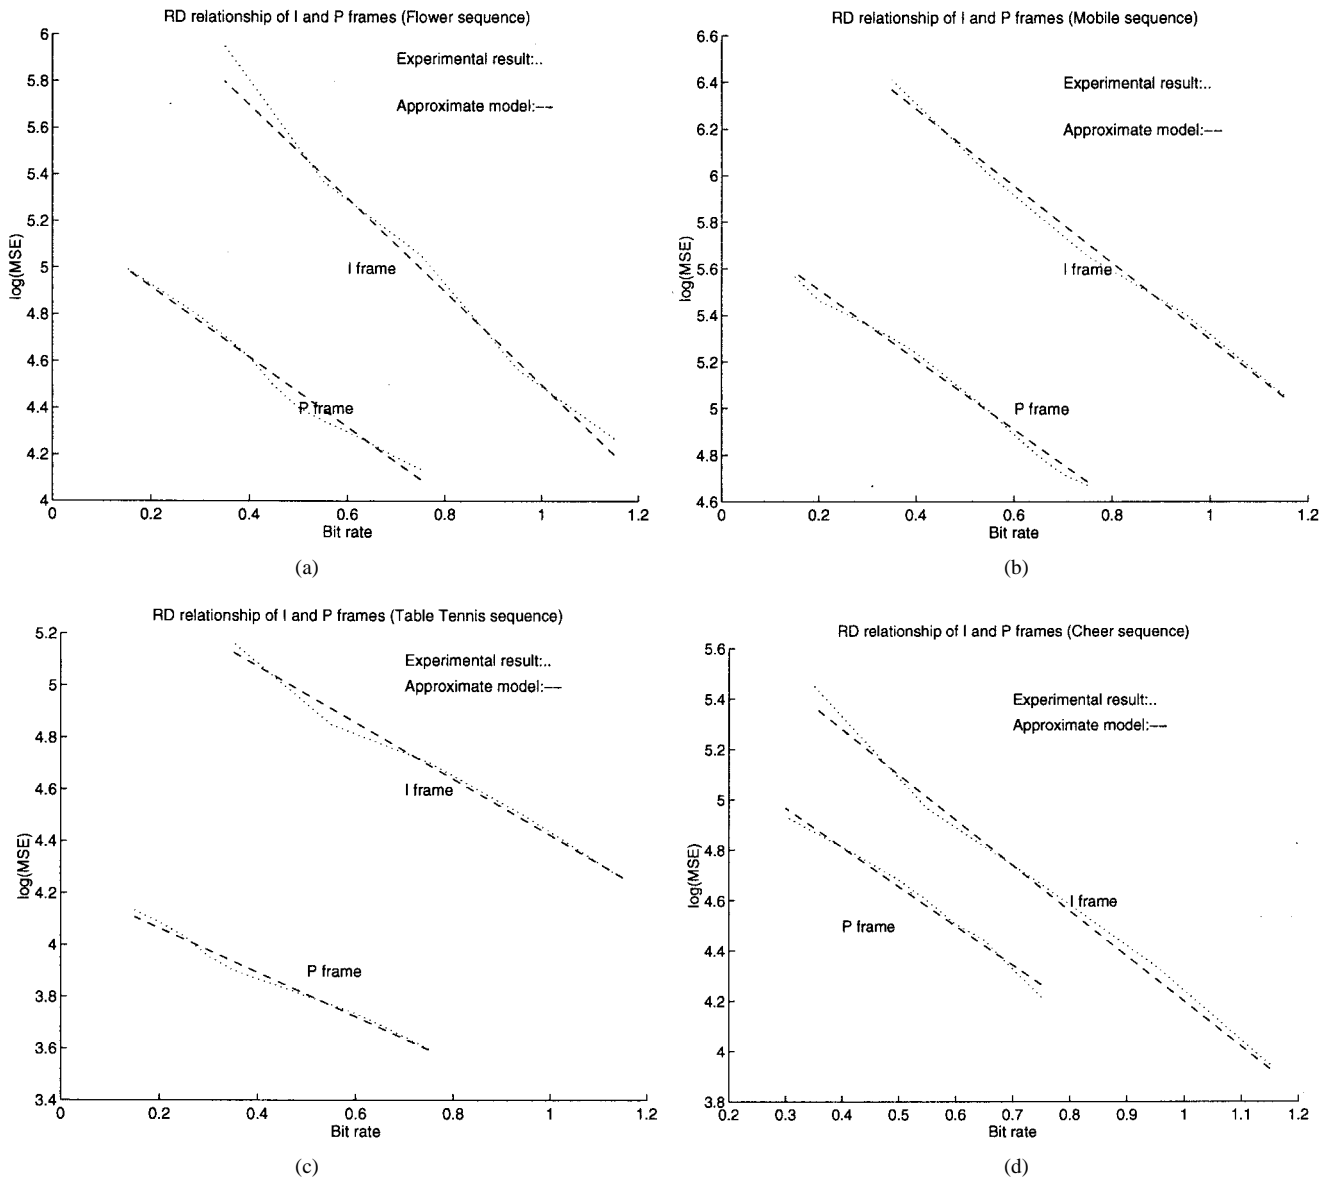 RD relationship of I and P frames (Flower sequence)
6
5.8
5.6
5.4
5.2
5
4.8
4.6
4.4
4.2
4
log(MSE)
Experimental result:..
Approximate model:---
I frame
P frame
0
0.2
0.4
0.6
0.8
1
1.2
Bit rate
(a)
RD relationship of I and P frames (Mobile sequence)
6.6
6.4
6.2
6
5.8
5.6
5.4
5.2
5
4.8
4.6
log(MSE)
Experimental result:..
Approximate model:---
I frame
P frame
0
0.2
0.4
0.6
0.8
1
1.2
Bit rate
(b)
RD relationship of I and P frames (Table Tennis sequence)
5.2
5
4.8
4.6
4.4
4.2
4
3.8
3.6
3.4
log(MSE)
Experimental result:..
Approximate model:---
I frame
P frame
0
0.2
0.4
0.6
0.8
1
1.2
Bit rate
(c)
RD relationship of I and P frames (Cheer sequence)
5.6
5.4
5.2
5
4.8
4.6
4.4
4.2
4
3.8
log(MSE)
Experimental result:..
Approximate model:---
I frame
P frame
0.2
0.3
0.4
0.5
0.6
0.7
0.8
0.9
1
1.1
1.2
Bit rate
(d)